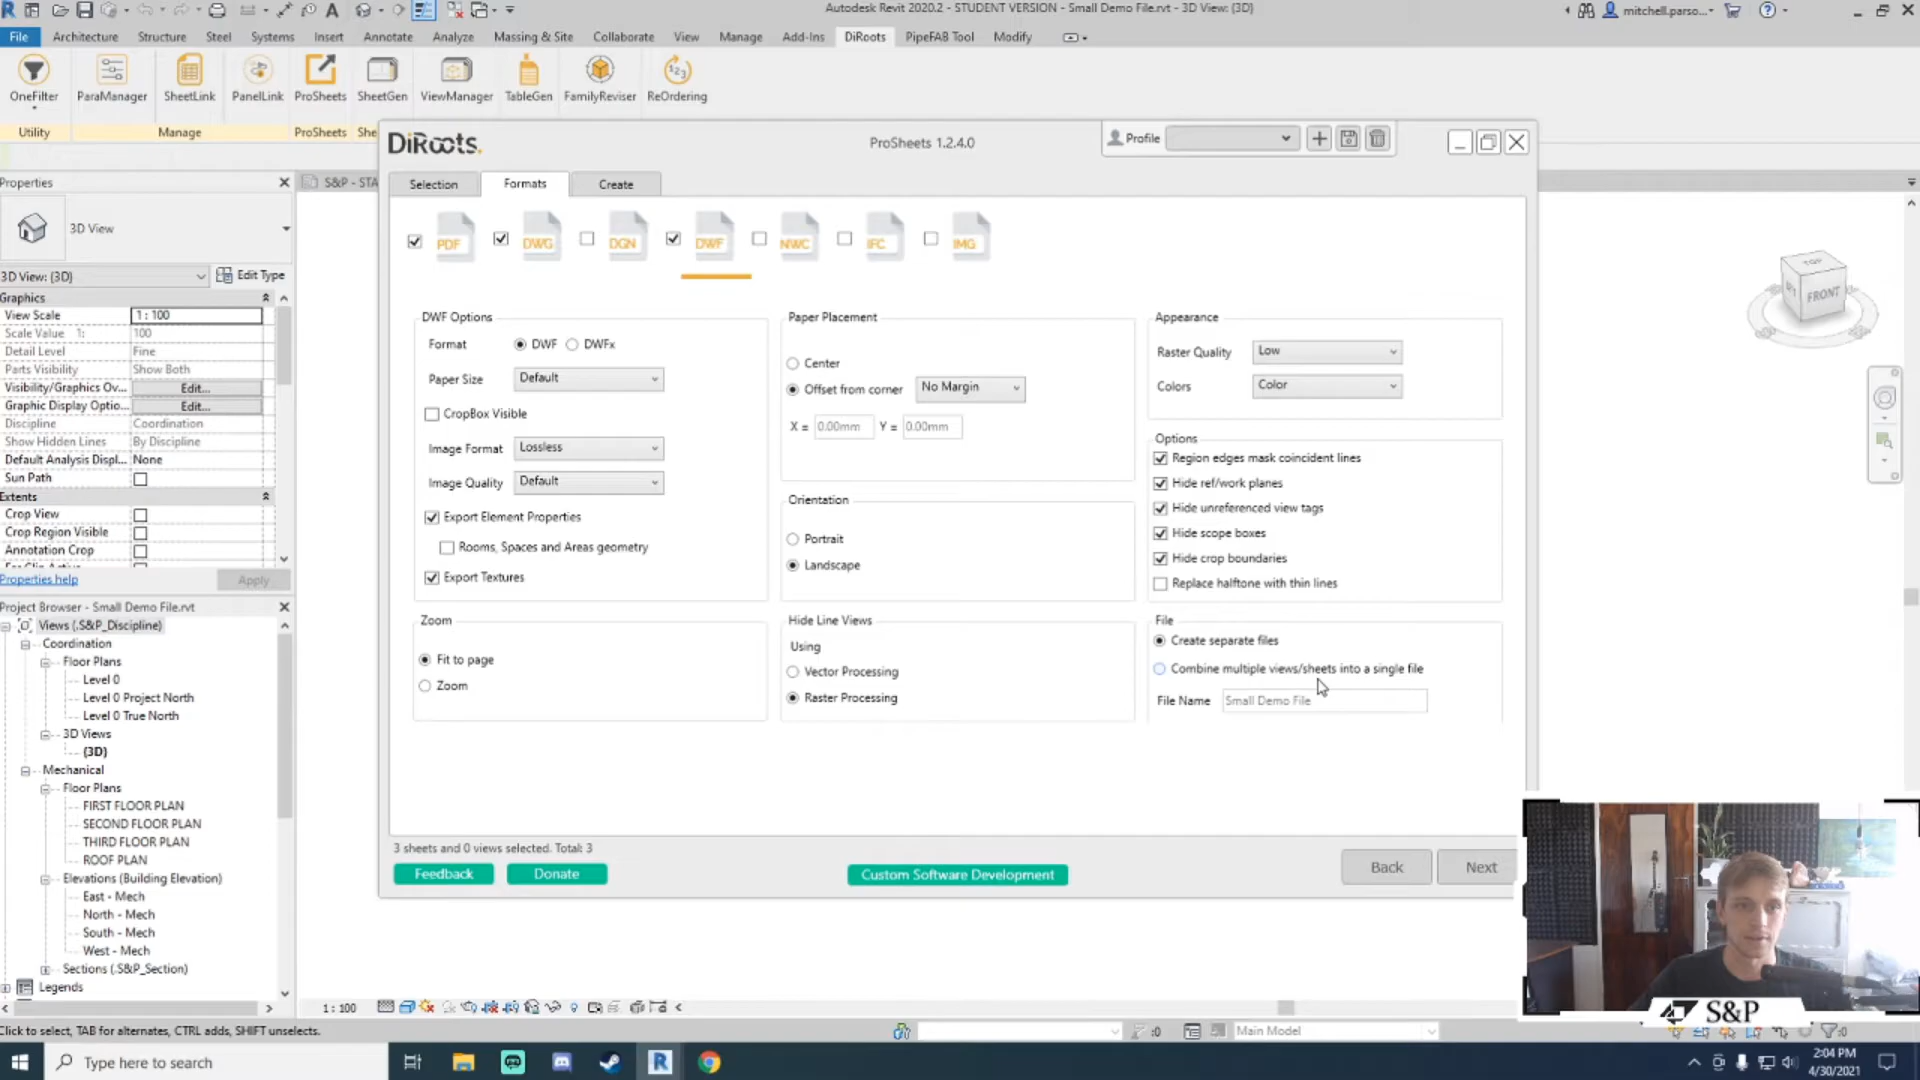 Autodesk Revit 2020.2 - STUDENT VERSION - Small Demo File.rvt - 3D View: {3D}
mitchell.parso...
File Architecture Structure Steel Systems Insert Annotate Analyze Massing & Site Collaborate View Manage Add-Ins DiRoots PipeFAB Tool Modify
OneFilter ParaManager SheetLink PanelLink ProSheets SheetGen ViewManager TableGen FamilyReviser ReOrdering
Utility Manage ProSheets She
DiRoots.
ProSheets 1.2.4.0
Profile
Properties
S&P - STA
Selection Formats Create
3D View
PDF DWG DGN DWF NWC IFC IMG
3D View: {3D} Edit Type
Graphics
View Scale 1 : 100
Scale Value 1: 100
Detail Level Fine
Parts Visibility Show Both
Visibility/Graphics Ov... Edit...
Graphic Display Optio... Edit...
Discipline Coordination
Show Hidden Lines By Discipline
Default Analysis Displ... None
Sun Path
Extents
Crop View
Crop Region Visible
Annotation Crop
Properties help Apply
DWF Options
Format DWF DWFx
Paper Size Default
CropBox Visible
Image Format Lossless
Image Quality Default
Export Element Properties
Rooms, Spaces and Areas geometry
Export Textures
Zoom
Fit to page
Zoom
Paper Placement
Center
Offset from corner No Margin
X = 0.00mm Y = 0.00mm
Orientation
Portrait
Landscape
Hide Line Views
Using
Vector Processing
Raster Processing
Appearance
Raster Quality Low
Colors Color
Options
Region edges mask coincident lines
Hide ref/work planes
Hide unreferenced view tags
Hide scope boxes
Hide crop boundaries
Replace halftone with thin lines
File
Create separate files
Combine multiple views/sheets into a single file
File Name Small Demo File
TOP
FRONT
Project Browser - Small Demo File.rvt
Views (.S&P_Discipline)
Coordination
Floor Plans
Level 0
Level 0 Project North
Level 0 True North
3D Views
{3D}
Mechanical
Floor Plans
FIRST FLOOR PLAN
SECOND FLOOR PLAN
THIRD FLOOR PLAN
ROOF PLAN
Elevations (Building Elevation)
East - Mech
North - Mech
South - Mech
West - Mech
Sections (.S&P_Section)
Legends
3 sheets and 0 views selected. Total: 3
Feedback Donate Custom Software Development Back Next
S&P
1 : 100
Click to select, TAB for alternates, CTRL adds, SHIFT unselects.
:0 Main Model :0
Type here to search
2:04 PM
4/30/2021